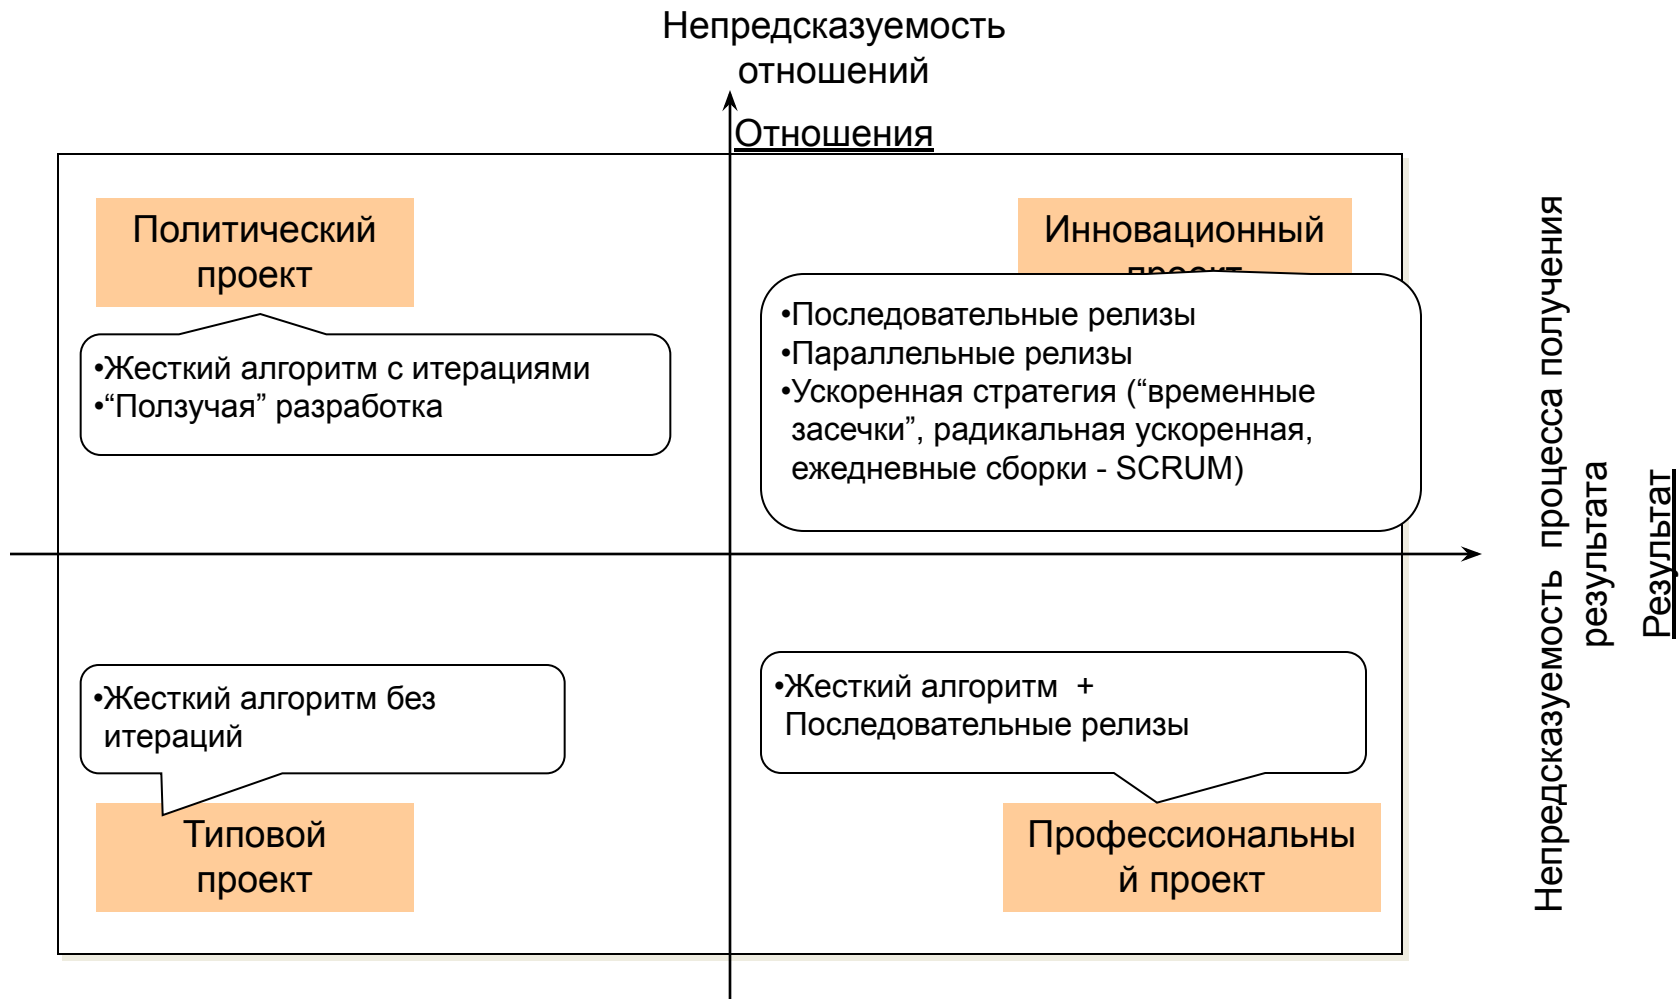 Непредсказуемость
отношений
Отношения
Политический
проект
Инновационный
проект
•Жесткий алгоритм с итерациями
•“Ползучая” разработка
•Последовательные релизы
•Параллельные релизы
•Ускоренная стратегия (“временные
засечки”, радикальная ускоренная,
ежедневные сборки - SCRUM)
Непредсказуемость процесса получения
результата
Результат
•Жесткий алгоритм без
итераций
•Жесткий алгоритм +
Последовательные релизы
Типовой
проект
Профессиональны
й проект